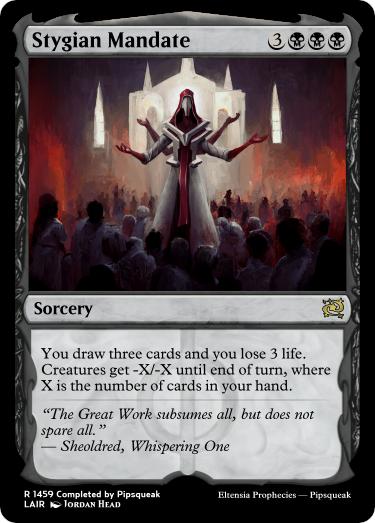 Stygian Mandate 3
Sorcery
You draw three cards and you lose 3 life.
Creatures get -X/-X until end of turn, where
X is the number of cards in your hand.
“The Great Work subsumes all, but does not
spare all.”
— Sheoldred, Whispering One
R 1459 Completed by Pipsqueak
LAIR Jordan Head
Eltensia Prophecies — Pipsqueak